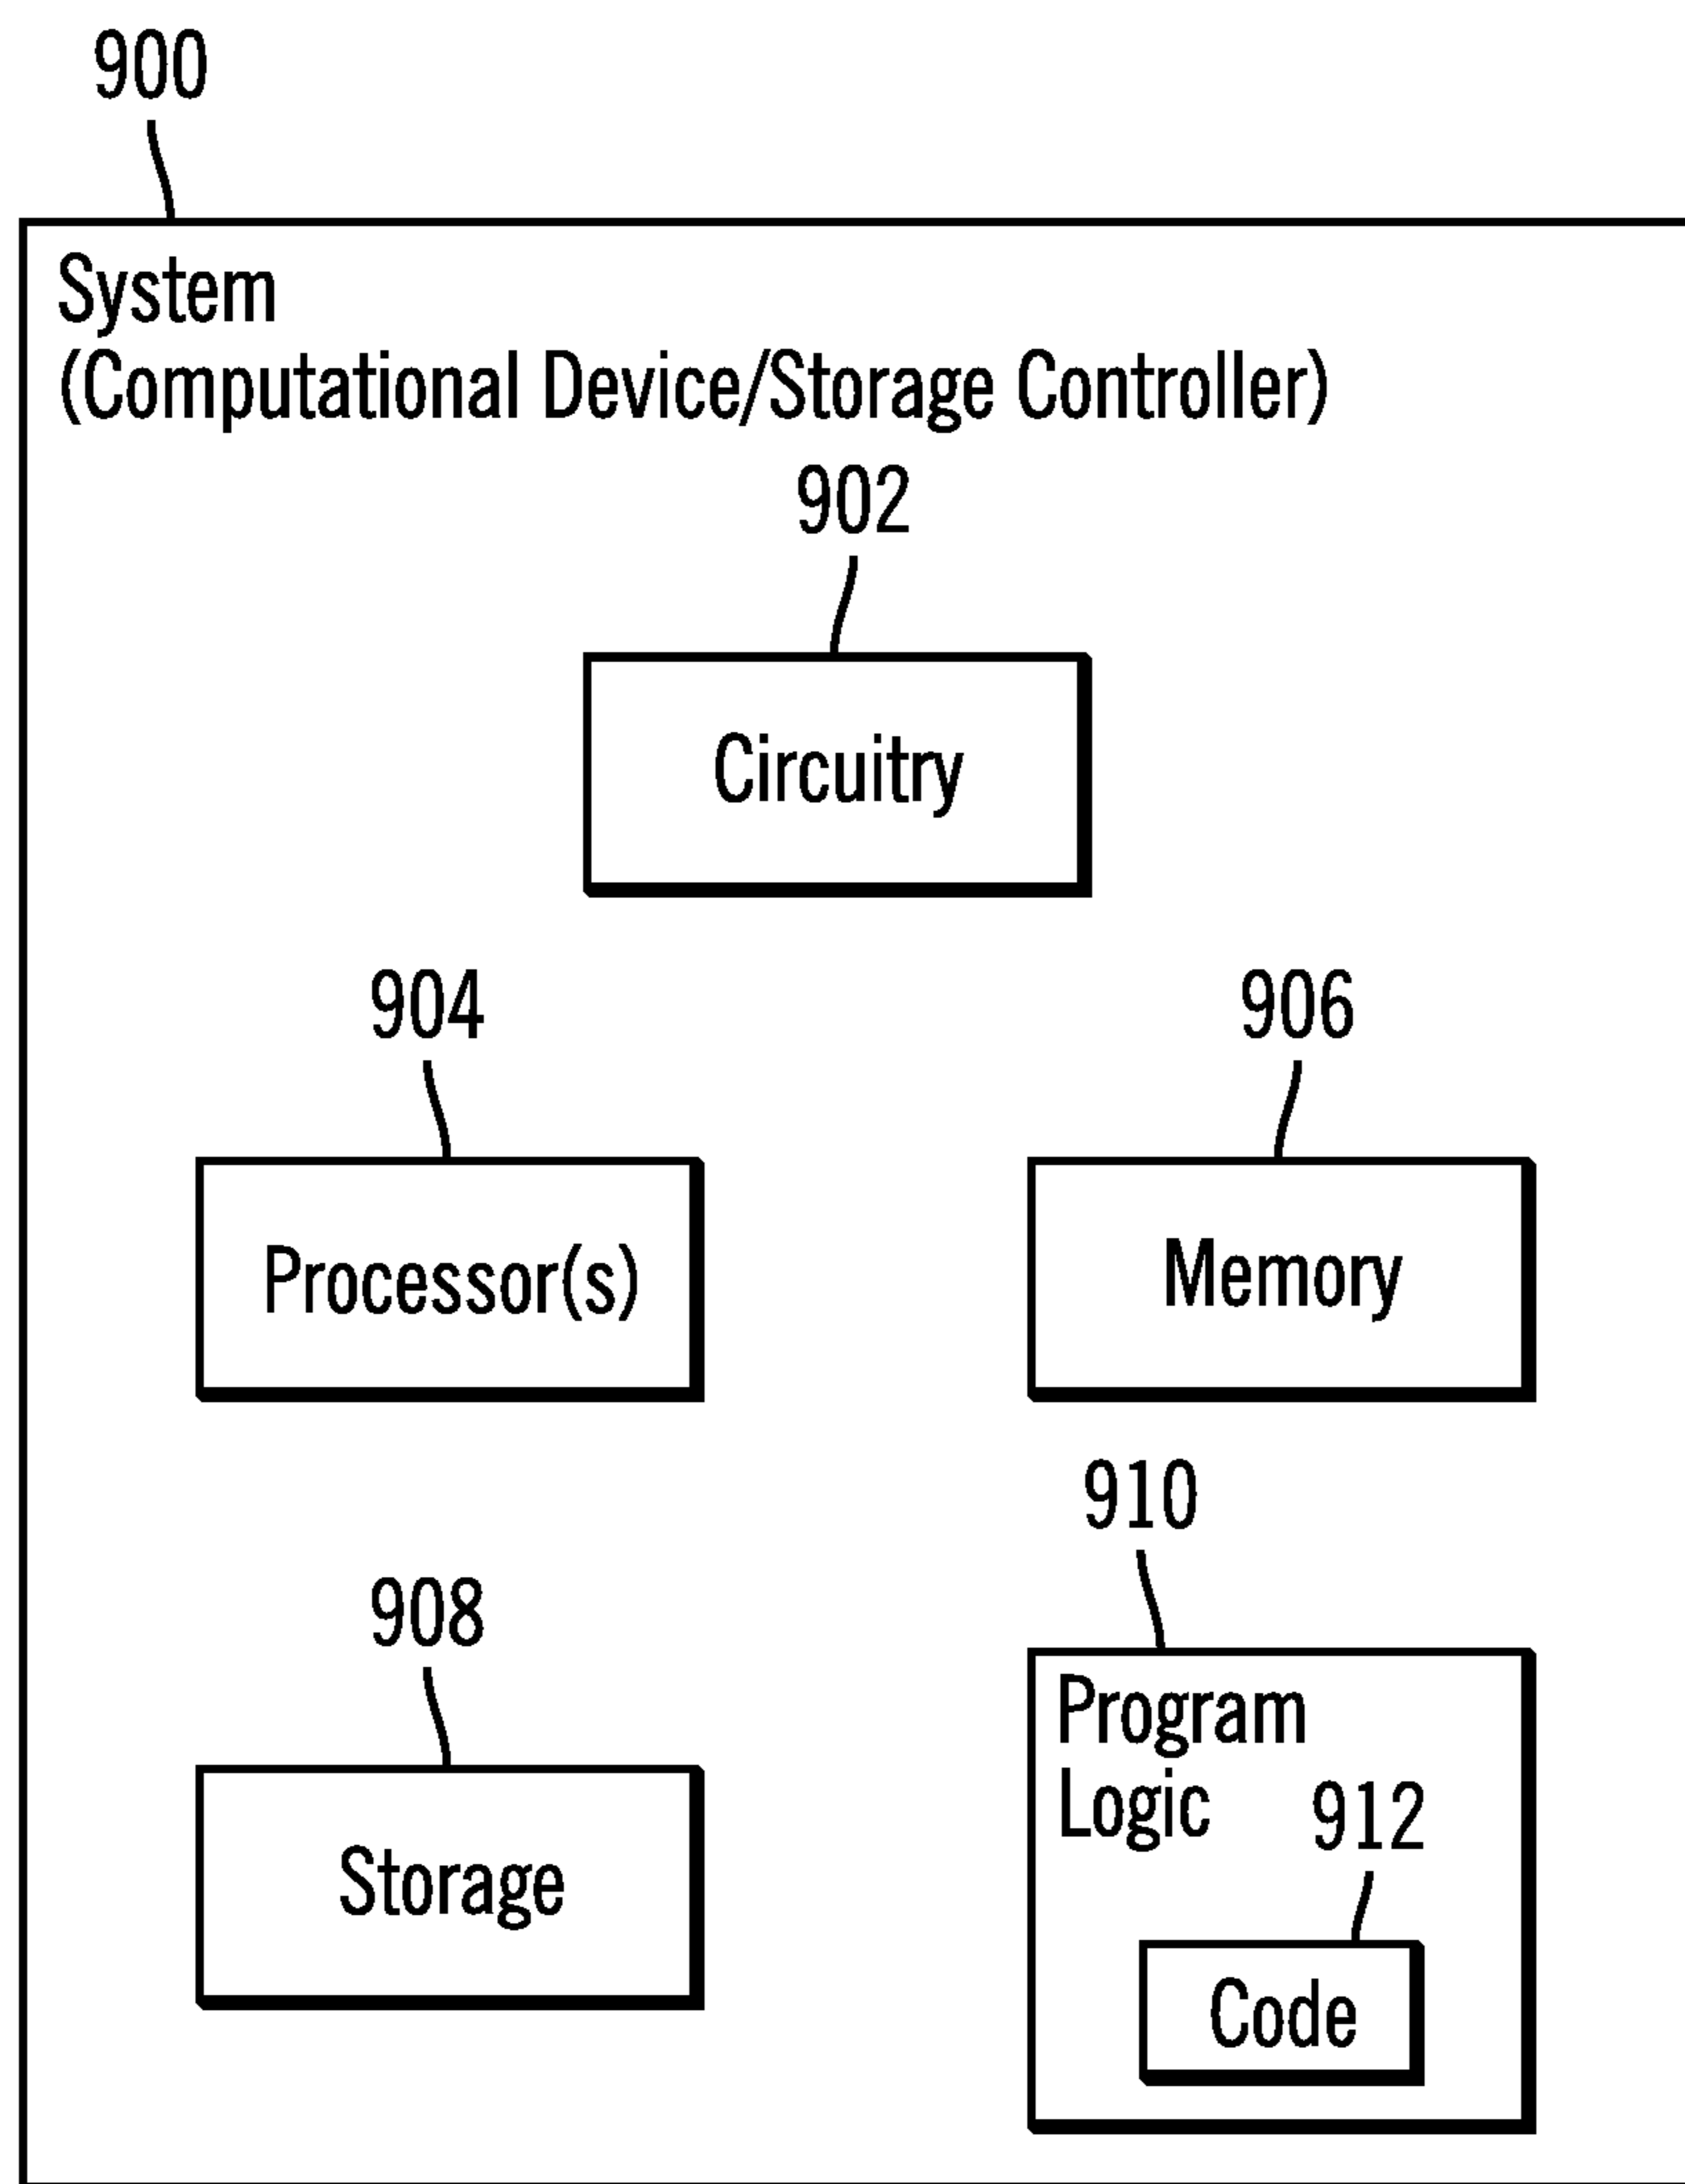 900
System
(Computational Device/Storage Controller)
902
Circuitry
904
906
Processor(s)
Memory
910
908
Program
Logic
912
Storage
Code